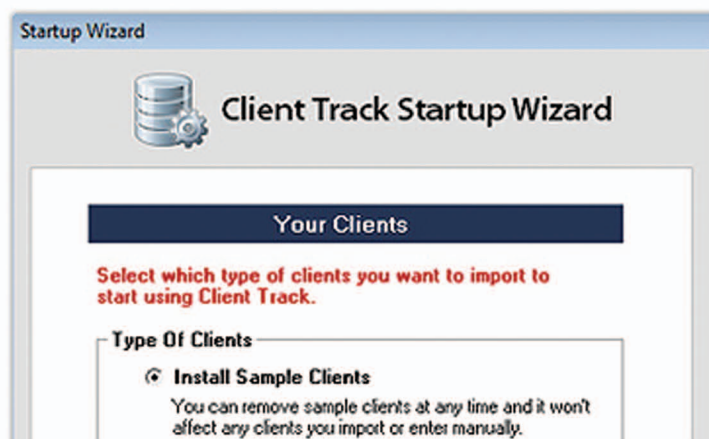 Startup Wizard
Client Track Startup Wizard
Your Clients
Select which type of clients you want to import to
start using Client Track.
Type Of Clients
Install Sample Clients
You can remove sample clients at any time and it won't
affect any clients you import or enter manually.